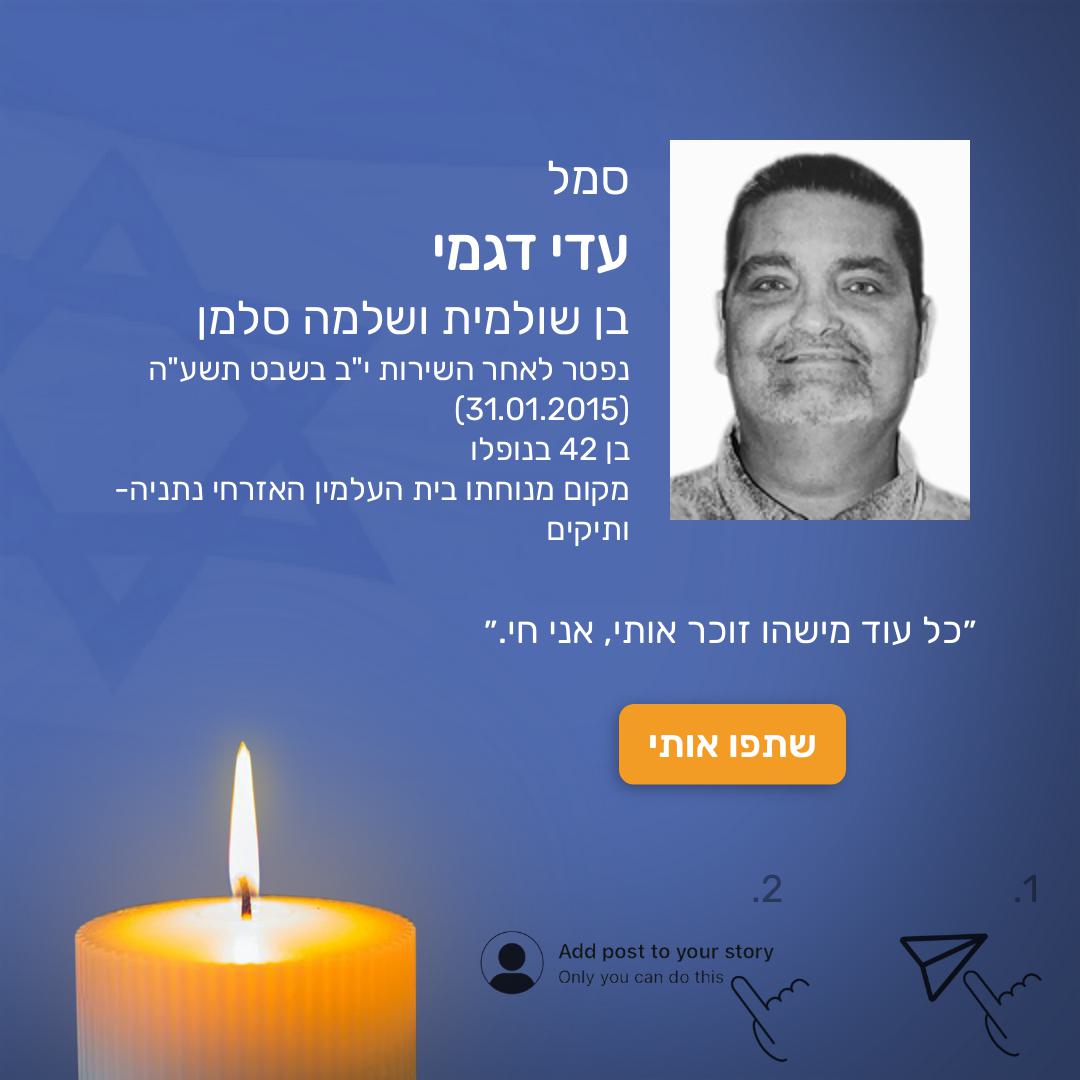 סמל
עדי דגמי
בן שולמית ושלמה סלמן
נפטר לאחר השירות י"ב בשבט תשע"ה
(31.01.2015)
בן 42 בנופלו
מקום מנוחתו בית העלמין האזרחי נתניה-
ותיקים
״כל עוד מישהו זוכר אותי, אני חי.״
שתפו אותי
1.
2.
Add post to your story
Only you can do this